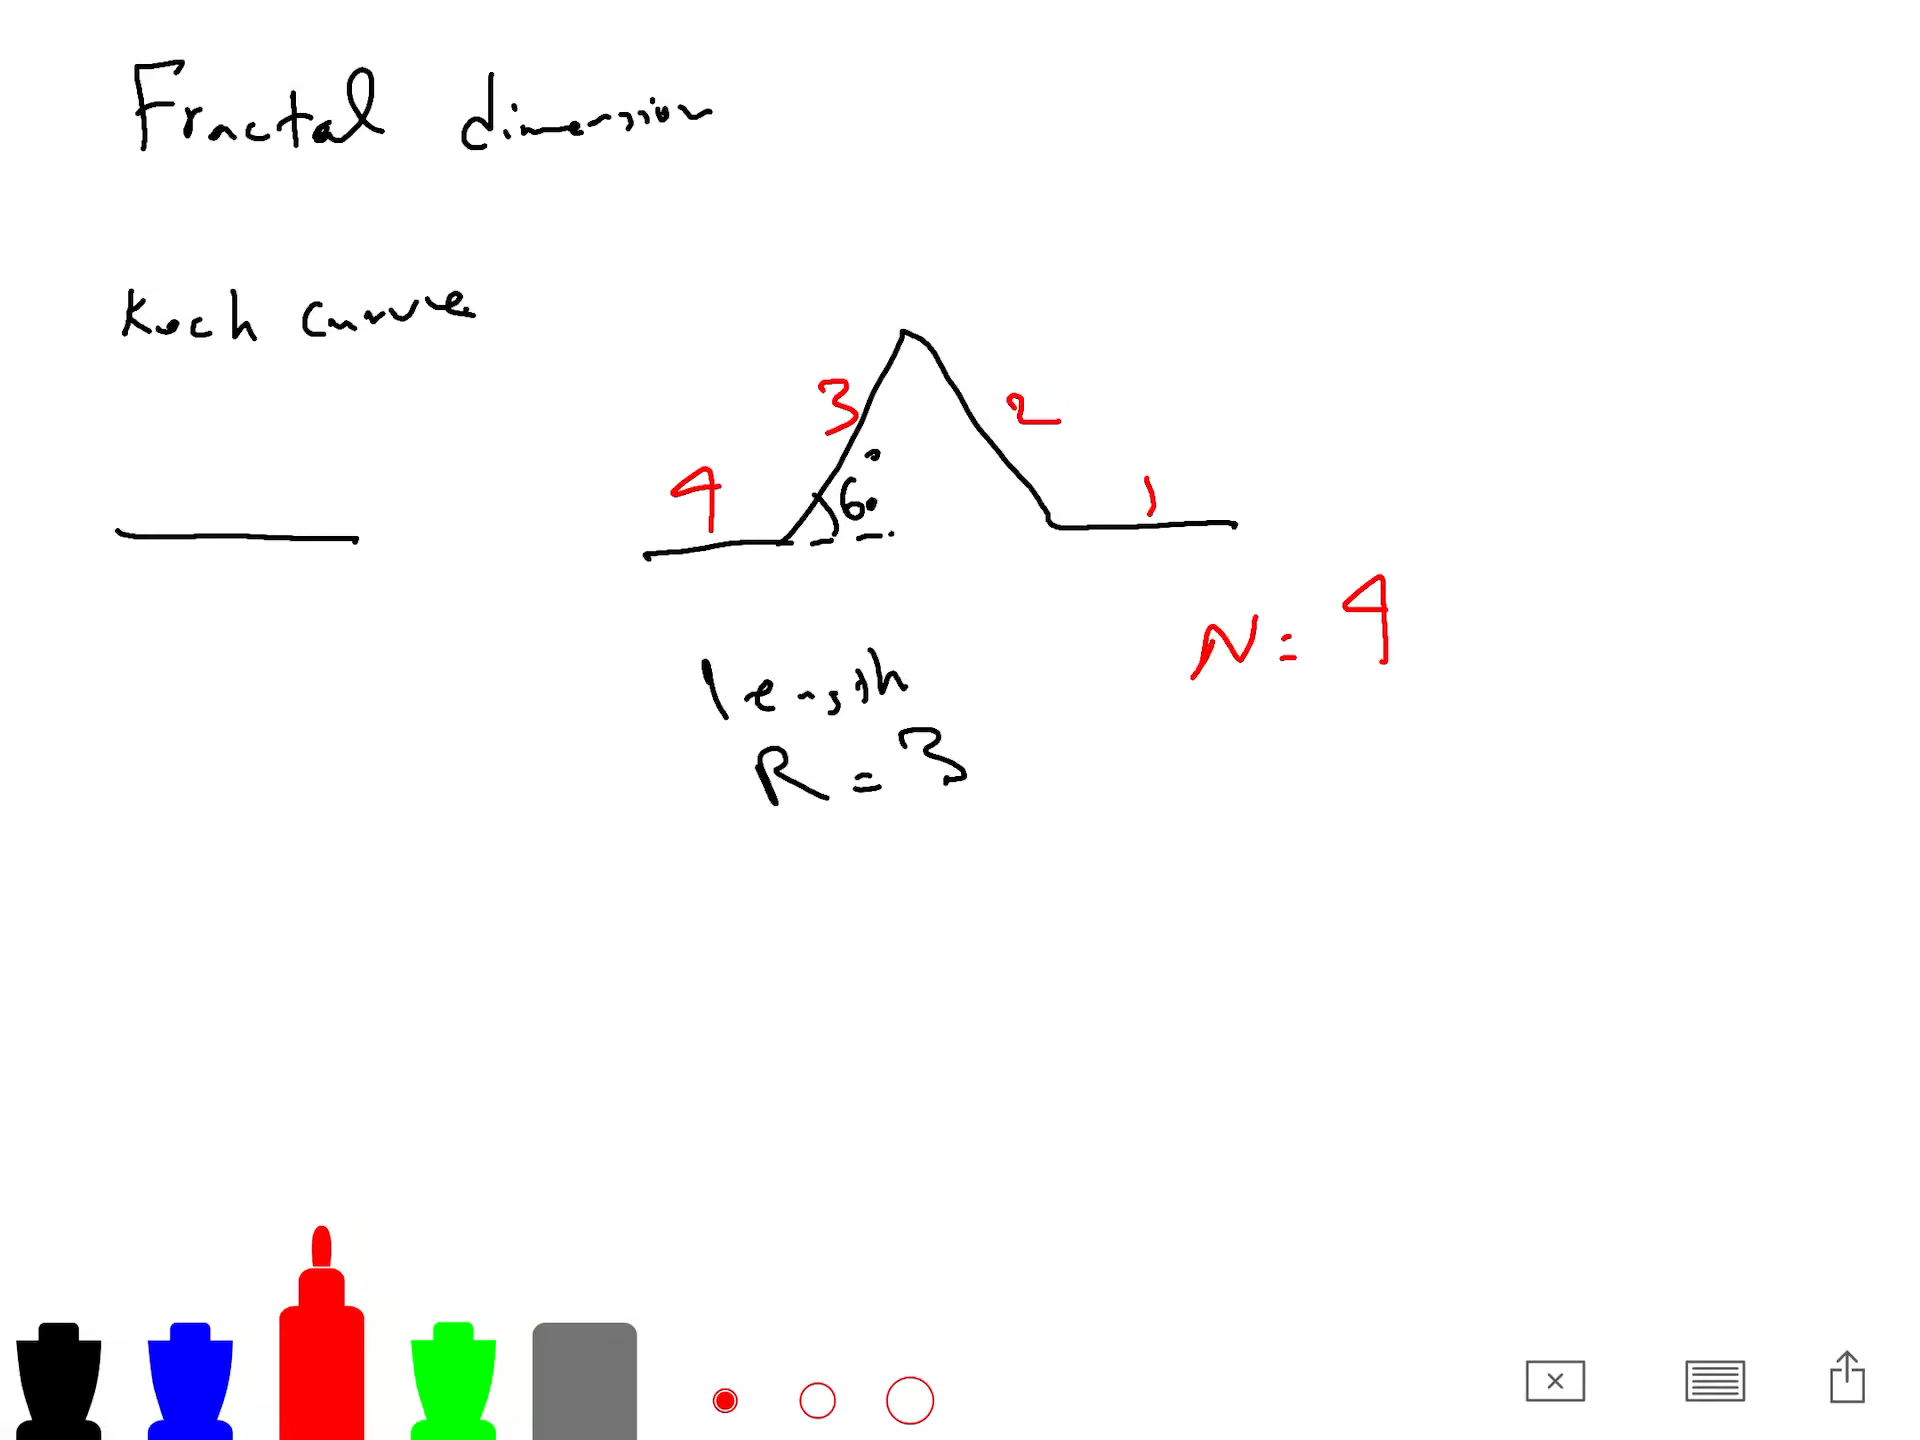 Fractal dimension
Koch curve
3
2
4
60°
1
N = 4
length
R = 3